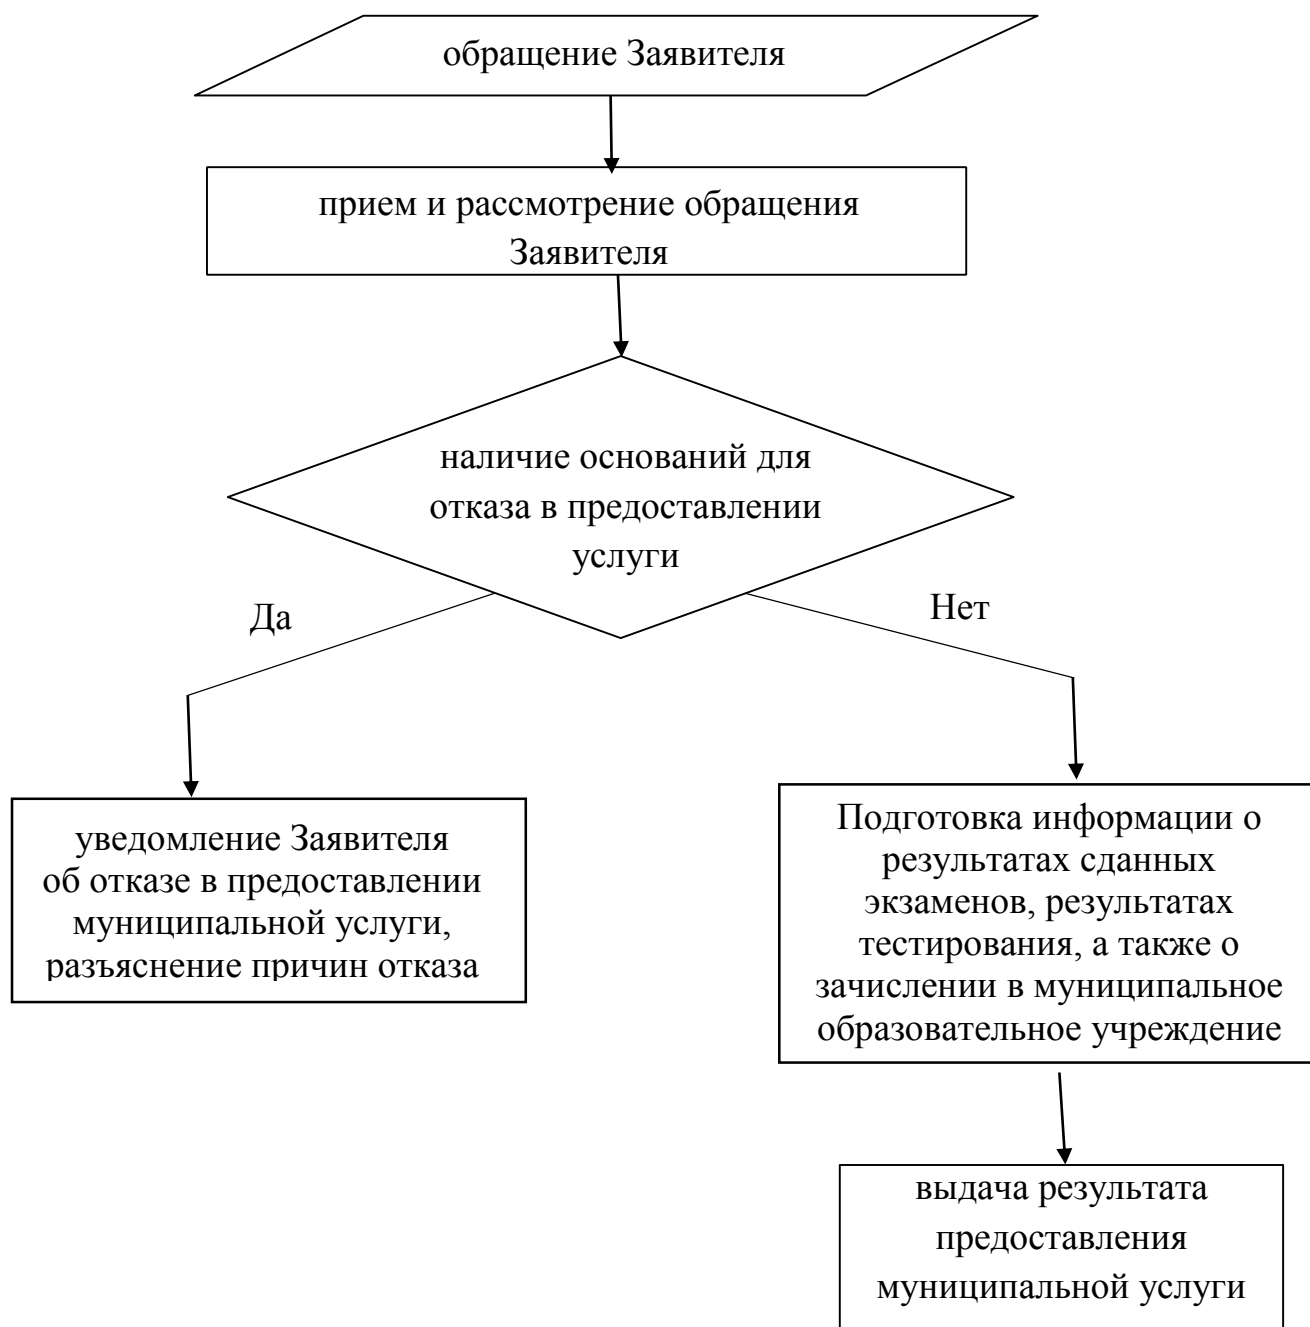 обращение Заявителя
прием и рассмотрение обращения
Заявителя
наличие оснований для
отказа в предоставлении
услуги
Да
Нет
уведомление Заявителя
об отказе в предоставлении
муниципальной услуги,
разъяснение причин отказа
Подготовка информации о
результатах сданных
экзаменов, результатах
тестирования, а также о
зачислении в муниципальное
образовательное учреждение
выдача результата
предоставления
муниципальной услуги